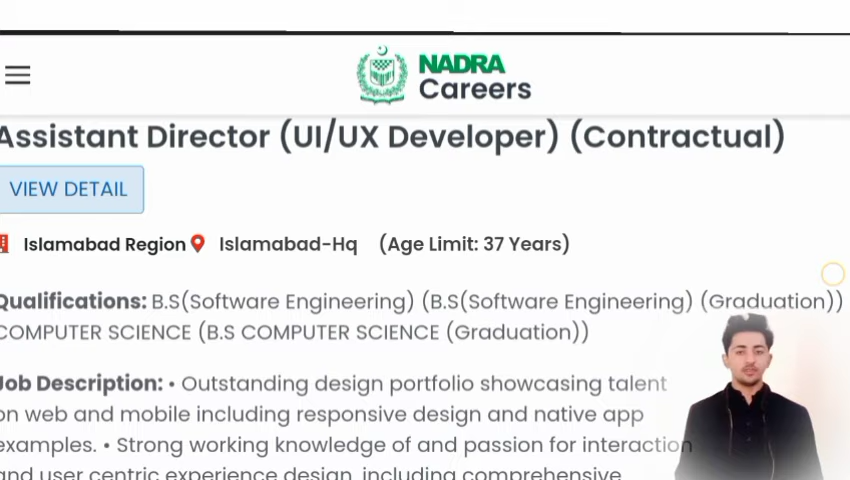 NADRA
Careers
Assistant Director (UI/UX Developer) (Contractual)
VIEW DETAIL
Islamabad Region Islamabad-Hq (Age Limit: 37 Years)
Qualifications: B.S(Software Engineering) (B.S(Software Engineering) (Graduation))
COMPUTER SCIENCE (B.S COMPUTER SCIENCE (Graduation))
Job Description: • Outstanding design portfolio showcasing talent
on web and mobile including responsive design and native app
examples. • Strong working knowledge of and passion for interaction
and user centric experience design, including comprehensive